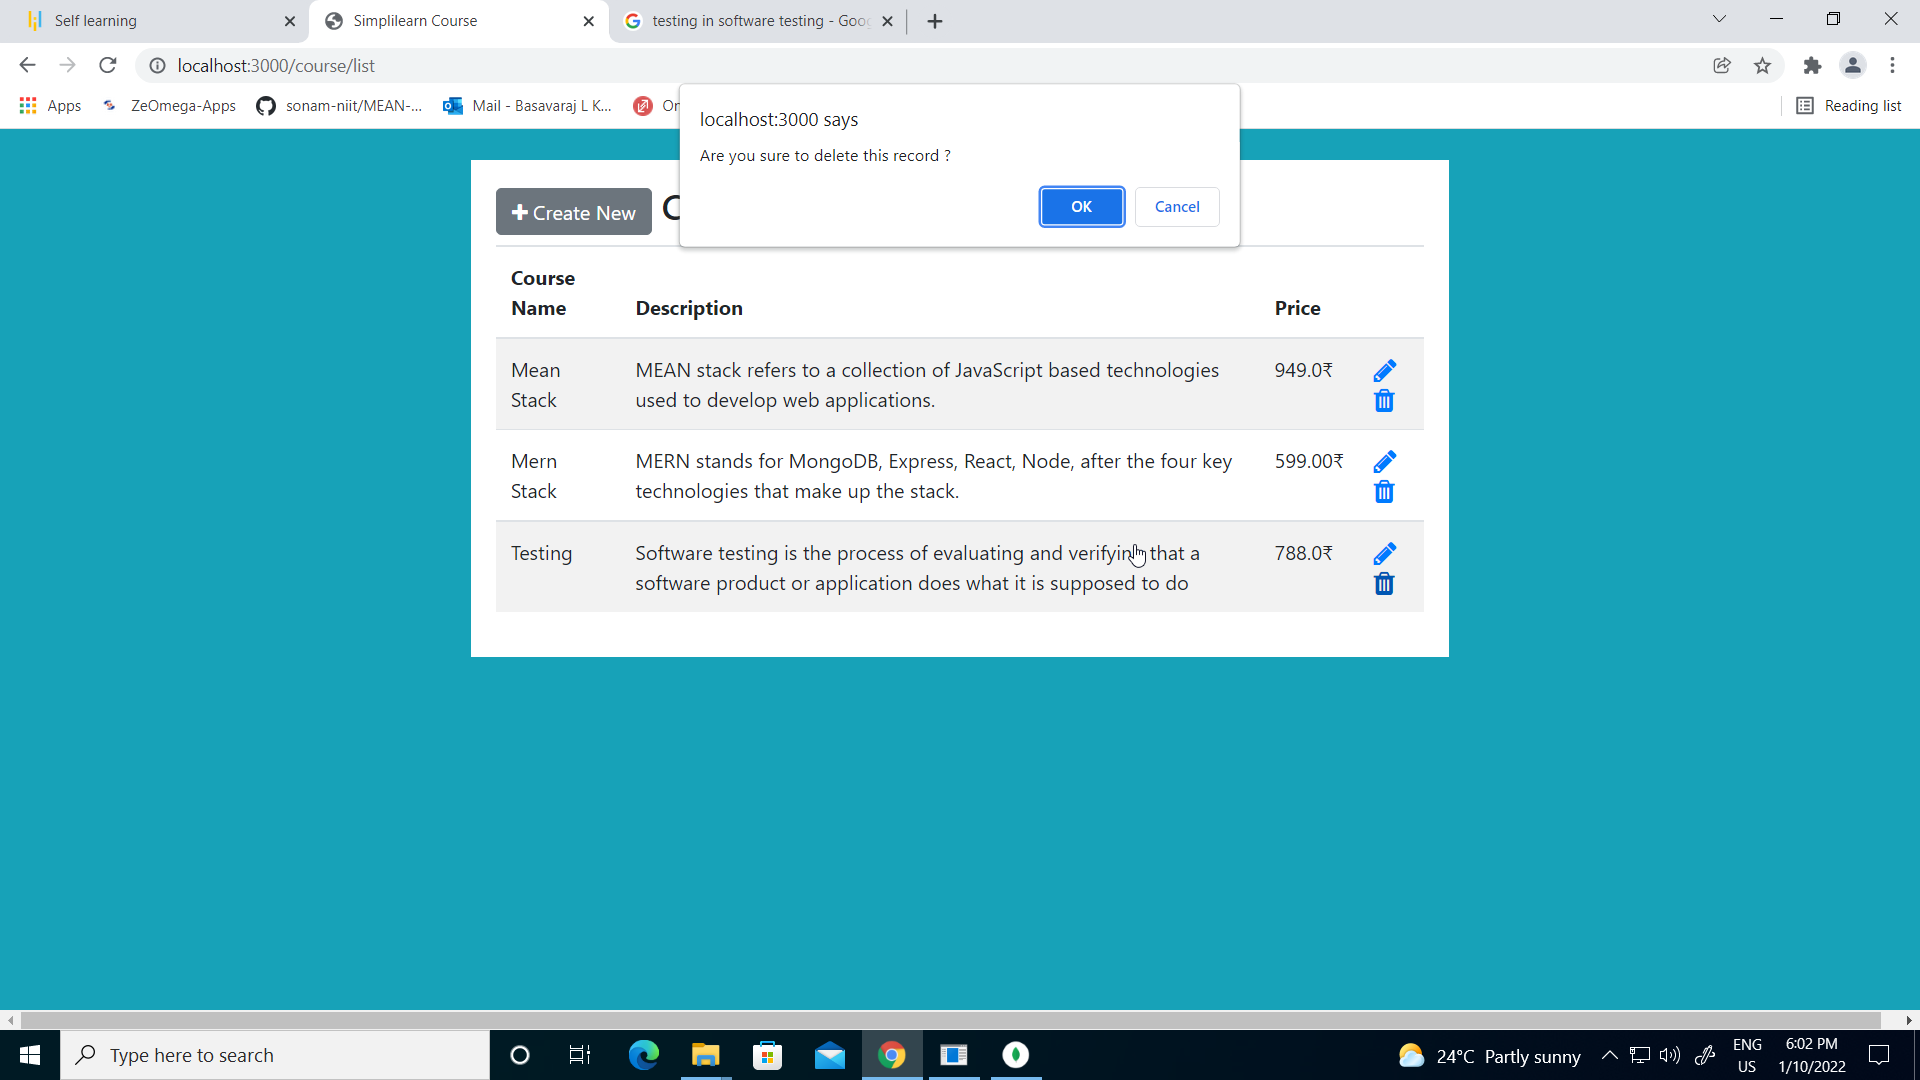 Self learning
Simplilearn Course
testing in software testing - Goog
localhost:3000/course/list
Apps
ZeOmega-Apps
sonam-niit/MEAN-...
Mail - Basavaraj L K...
Or
Reading list
localhost:3000 says
Are you sure to delete this record ?
OK
Cancel
Create New
C
Course
Name
Description
Price
Mean
Stack
MEAN stack refers to a collection of JavaScript based technologies
used to develop web applications.
949.0₹
Mern
Stack
MERN stands for MongoDB, Express, React, Node, after the four key
technologies that make up the stack.
599.00₹
Testing
Software testing is the process of evaluating and verifying that a
software product or application does what it is supposed to do
788.0₹
Type here to search
24°C Partly sunny
ENG
US
6:02 PM
1/10/2022